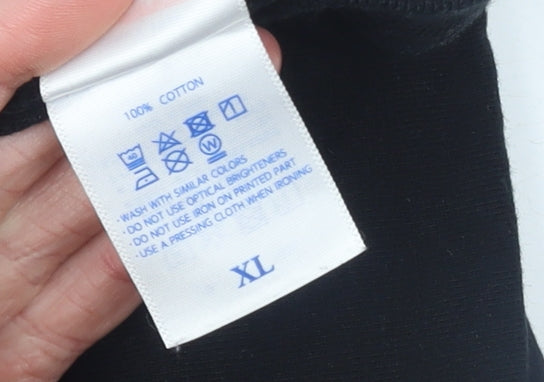 100% COTTON
40
W
· WASH WITH SIMILAR COLORS
· DO NOT USE OPTICAL BRIGHTENERS
· DO NOT USE IRON ON PRINTED PART
· USE A PRESSING CLOTH WHEN IRONING
XL